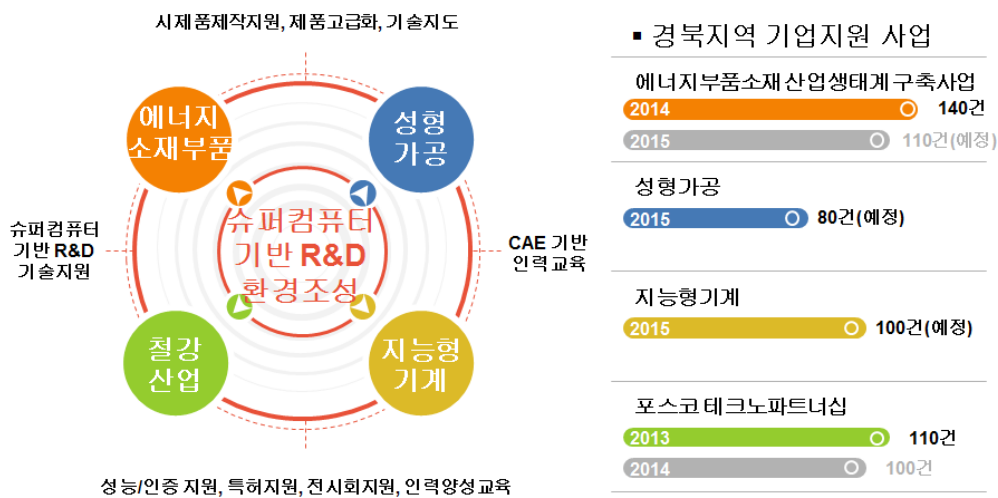 시제품제작지원, 제품고급화, 기술지도
에너지
소재부품
성형
가공
슈퍼컴퓨터
기반 R&D
기술지원
슈퍼컴퓨터
기반 R&D
환경조성
CAE 기반
인력교육
철강
산업
지능형
기계
성능/인증 지원, 특허지원, 전시회지원, 인력양성교육
▪ 경북지역 기업지원 사업
에너지부품소재 산업생태계 구축사업
2014 140건
2015 110건(예정)
성형가공
2015 80건(예정)
지능형기계
2015 100건(예정)
포스코 테크노파트너십
2013 110건
2014 100건